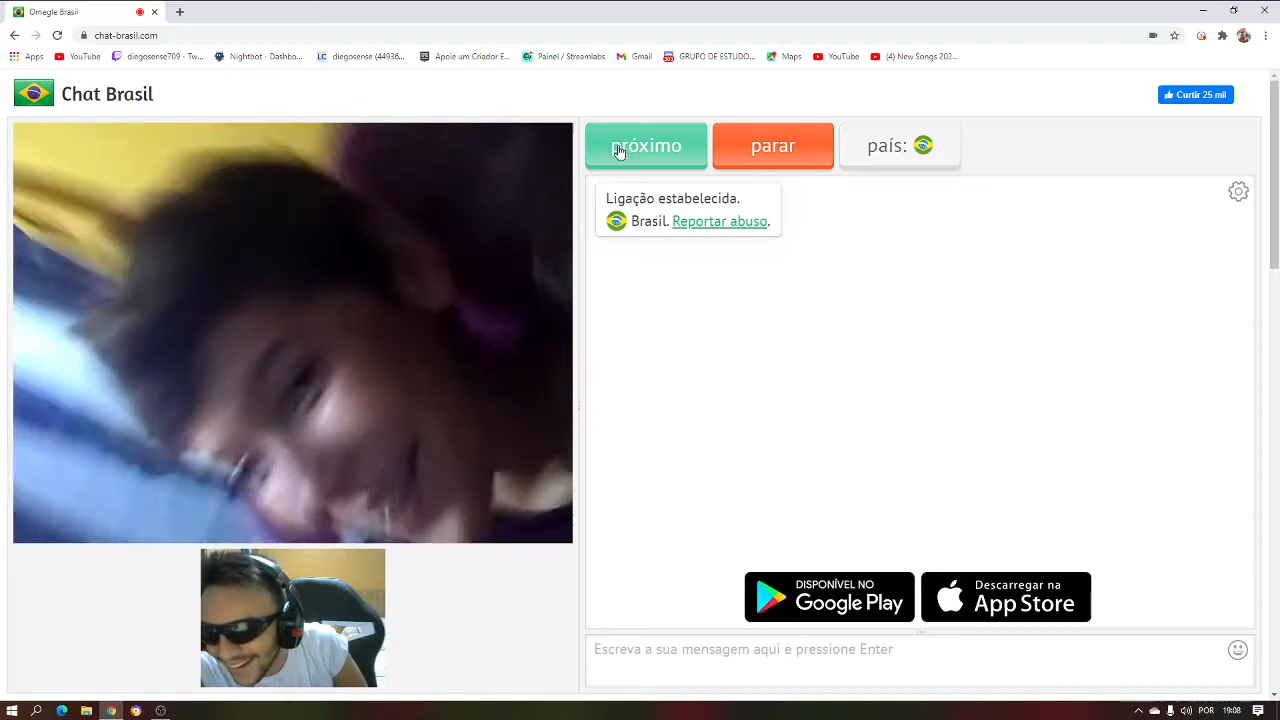 Omegle Brasil
chat-brasil.com
Apps
YouTube
diegosense709 - Tw...
Nightbot - Dashbo...
LC diegosense (44936...
Apoie um Criador E...
Painel / Streamlabs
Gmail
GRUPO DE ESTUDO...
Maps
YouTube
(4) New Songs 202...
Chat Brasil
Curtir 25 mil
próximo
parar
país:
Ligação estabelecida.
Brasil. Reportar abuso.
DISPONÍVEL NO
Google Play
Descarregar na
App Store
Escreva a sua mensagem aqui e pressione Enter
POR 19:08